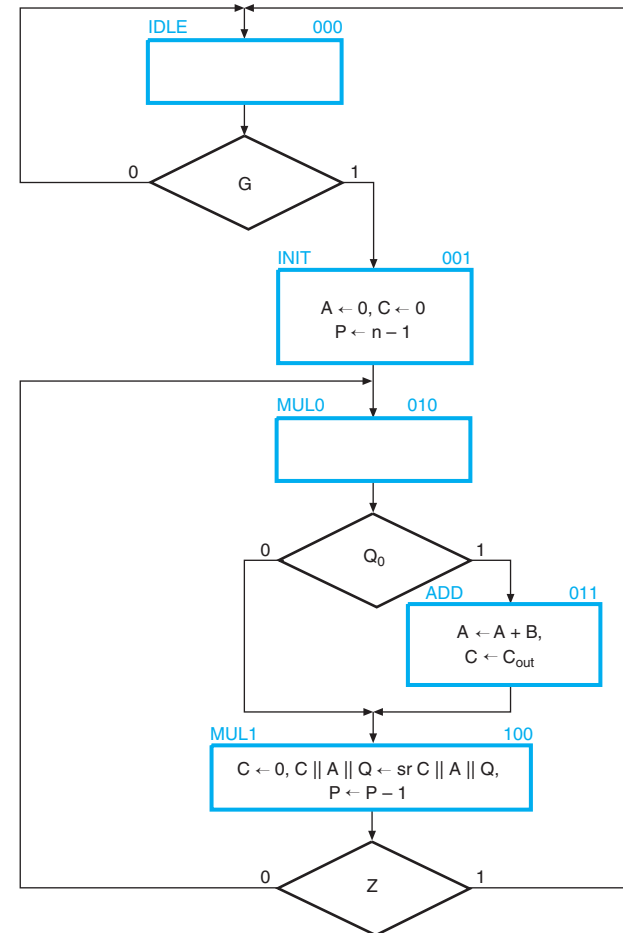 IDLE 000
0 1
G
INIT 001
A ← 0, C ← 0
P ← n – 1
MUL0 010
0 1
Q₀
ADD 011
A ← A + B,
C ← Cout
MUL1 100
C ← 0, C || A || Q ← sr C || A || Q,
P ← P – 1
0 1
Z